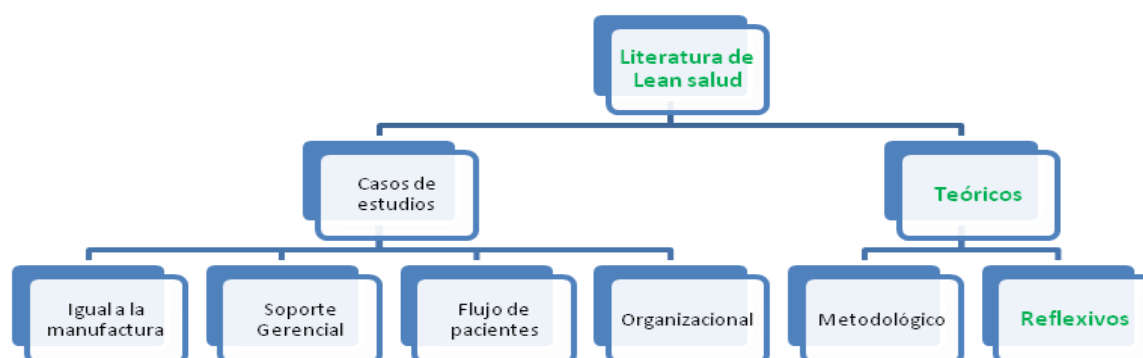 Literatura de
Lean salud
Casos de
estudios
Teóricos
Igual a la
manufactura
Soporte
Gerencial
Flujo de
pacientes
Organizacional
Metodológico
Reflexivos